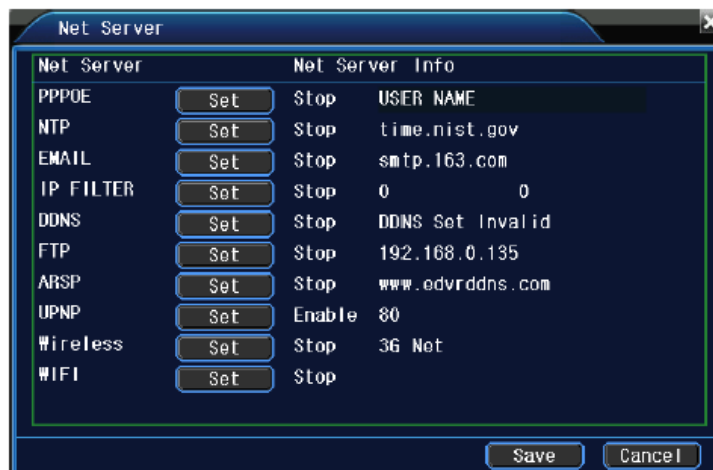 Net Server
Net Server Net Server Info
PPPOE Set Stop USER NAME
NTP Set Stop time.nist.gov
EMAIL Set Stop smtp.163.com
IP FILTER Set Stop 0 0
DDNS Set Stop DDNS Set Invalid
FTP Set Stop 192.168.0.135
ARSP Set Stop www.edvrddns.com
UPNP Set Enable 80
Wireless Set Stop 3G Net
WIFI Set Stop
Save Cancel